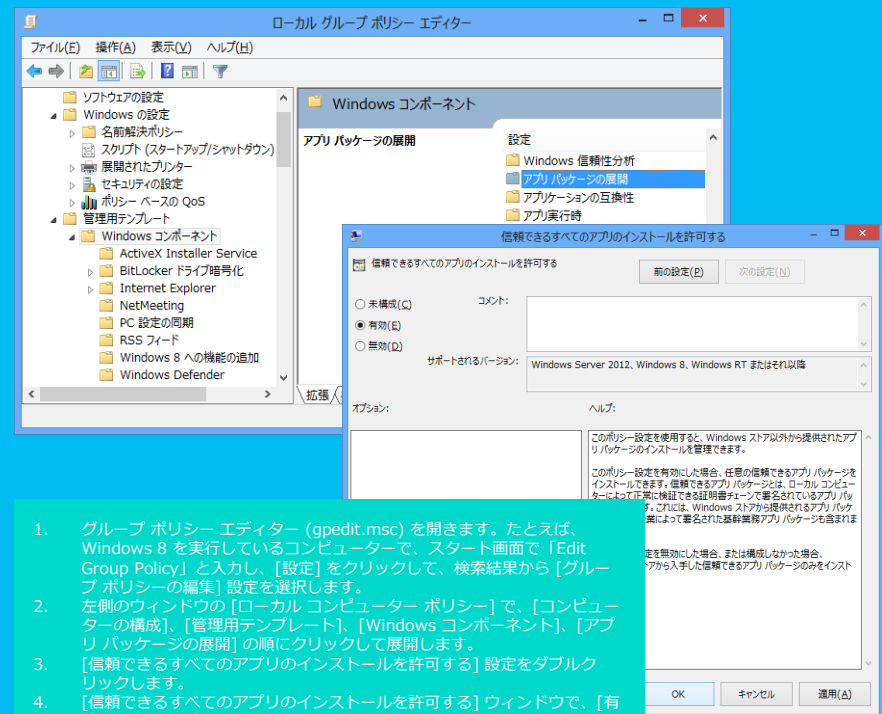 ローカル グループ ポリシー エディター
ファイル(F) 操作(A) 表示(V) ヘルプ(H)
ソフトウェアの設定
Windows の設定
名前解決ポリシー
スクリプト (スタートアップ/シャットダウン)
展開されたプリンター
セキュリティの設定
ポリシー ベースの QoS
管理用テンプレート
Windows コンポーネント
ActiveX Installer Service
BitLocker ドライブ暗号化
Internet Explorer
NetMeeting
PC 設定の同期
RSS フィード
Windows 8 への機能の追加
Windows Defender
Windows コンポーネント
アプリ パッケージの展開
設定
Windows 信頼性分析
アプリ パッケージの展開
アプリケーションの互換性
アプリ実行時
拡張
信頼できるすべてのアプリのインストールを許可する
信頼できるすべてのアプリのインストールを許可する
前の設定(P)
次の設定(N)
未構成(C)
有効(E)
無効(D)
コメント:
サポートされるバージョン:
Windows Server 2012、Windows 8、Windows RT またはそれ以降
オプション:
ヘルプ:
このポリシー設定を使用すると、Windows ストア以外から提供されたアプ
リ パッケージのインストールを管理できます。
このポリシー設定を有効にした場合、任意の信頼できるアプリ パッケージを
インストールできます。信頼できるアプリ パッケージとは、ローカル コンピュー
ターによって正常に検証できる証明書チェーンで署名されているアプリ パッ
す。これには、Windows ストアから提供されるアプリ パッケ
業によって署名された基幹業務アプリ パッケージも含まれま
定を無効にした場合、または構成しなかった場合、
トアから入手した信頼できるアプリ パッケージのみをインスト
OK
キャンセル
適用(A)
1. グループ ポリシー エディター (gpedit.msc) を開きます。たとえば、
Windows 8 を実行しているコンピューターで、スタート画面で「Edit
Group Policy」と入力し、[設定] をクリックして、検索結果から [グルー
プ ポリシーの編集] 設定を選択します。
2. 左側のウィンドウの [ローカル コンピューター ポリシー] で、[コンピュー
ターの構成]、[管理用テンプレート]、[Windows コンポーネント]、[アプ
リ パッケージの展開] の順にクリックして展開します。
3. [信頼できるすべてのアプリのインストールを許可する] 設定をダブルク
リックします。
4. [信頼できるすべてのアプリのインストールを許可する] ウィンドウで、[有